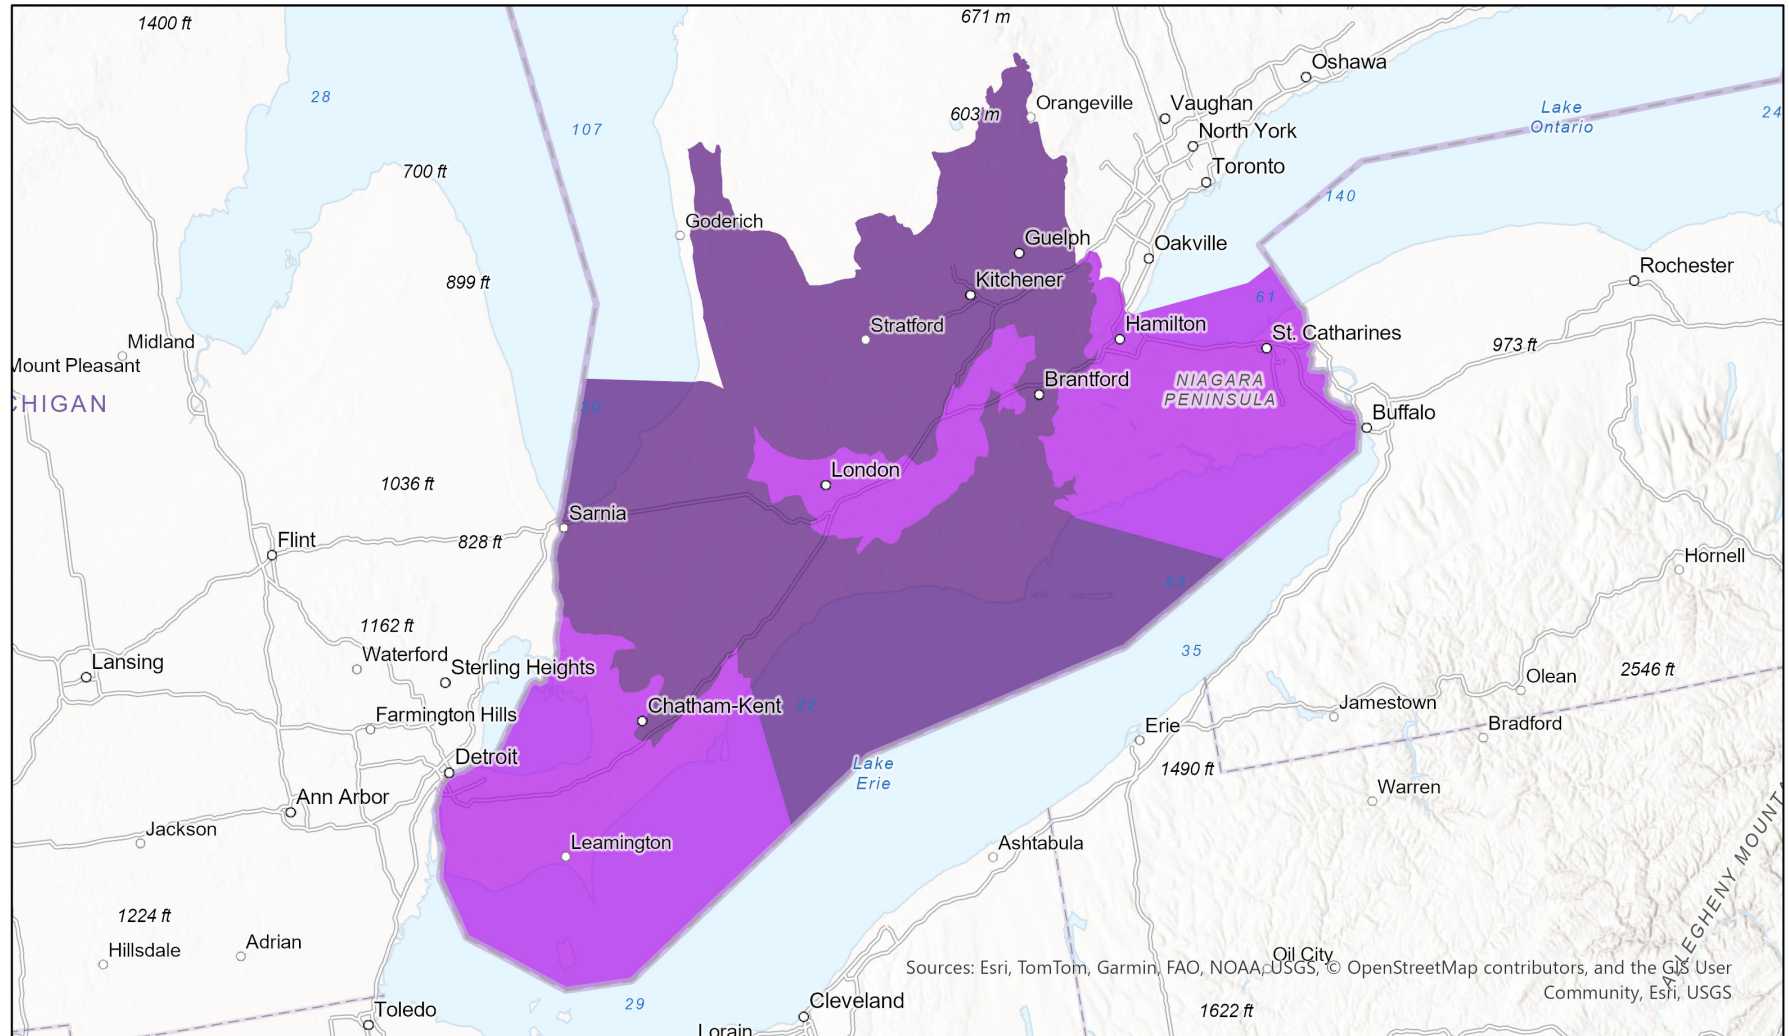 1400 ft
671 m
Oshawa
28
107
603 m
Orangeville
Vaughan
Lake
Ontario
24
North York
Toronto
700 ft
140
Goderich
Guelph
Oakville
Rochester
899 ft
Kitchener
61
Stratford
Hamilton
St. Catharines
973 ft
Midland
Mount Pleasant
Brantford
NIAGARA
PENINSULA
CHIGAN
30
Buffalo
London
1036 ft
Sarnia
Flint
828 ft
Hornell
53
1162 ft
Waterford
35
Lansing
Sterling Heights
2546 ft
Olean
Chatham-Kent
22
Jamestown
Farmington Hills
Erie
Bradford
Detroit
Lake
Erie
1490 ft
Warren
Ann Arbor
Jackson
Leamington
Ashtabula
ALLEGHENY MOUNTA
1224 ft
Hillsdale
Adrian
Oil City
Sources: Esri, TomTom, Garmin, FAO, NOAA, USGS, © OpenStreetMap contributors, and the GIS User
Community, Esri, USGS
29
Cleveland
Toledo
1622 ft
Lorain